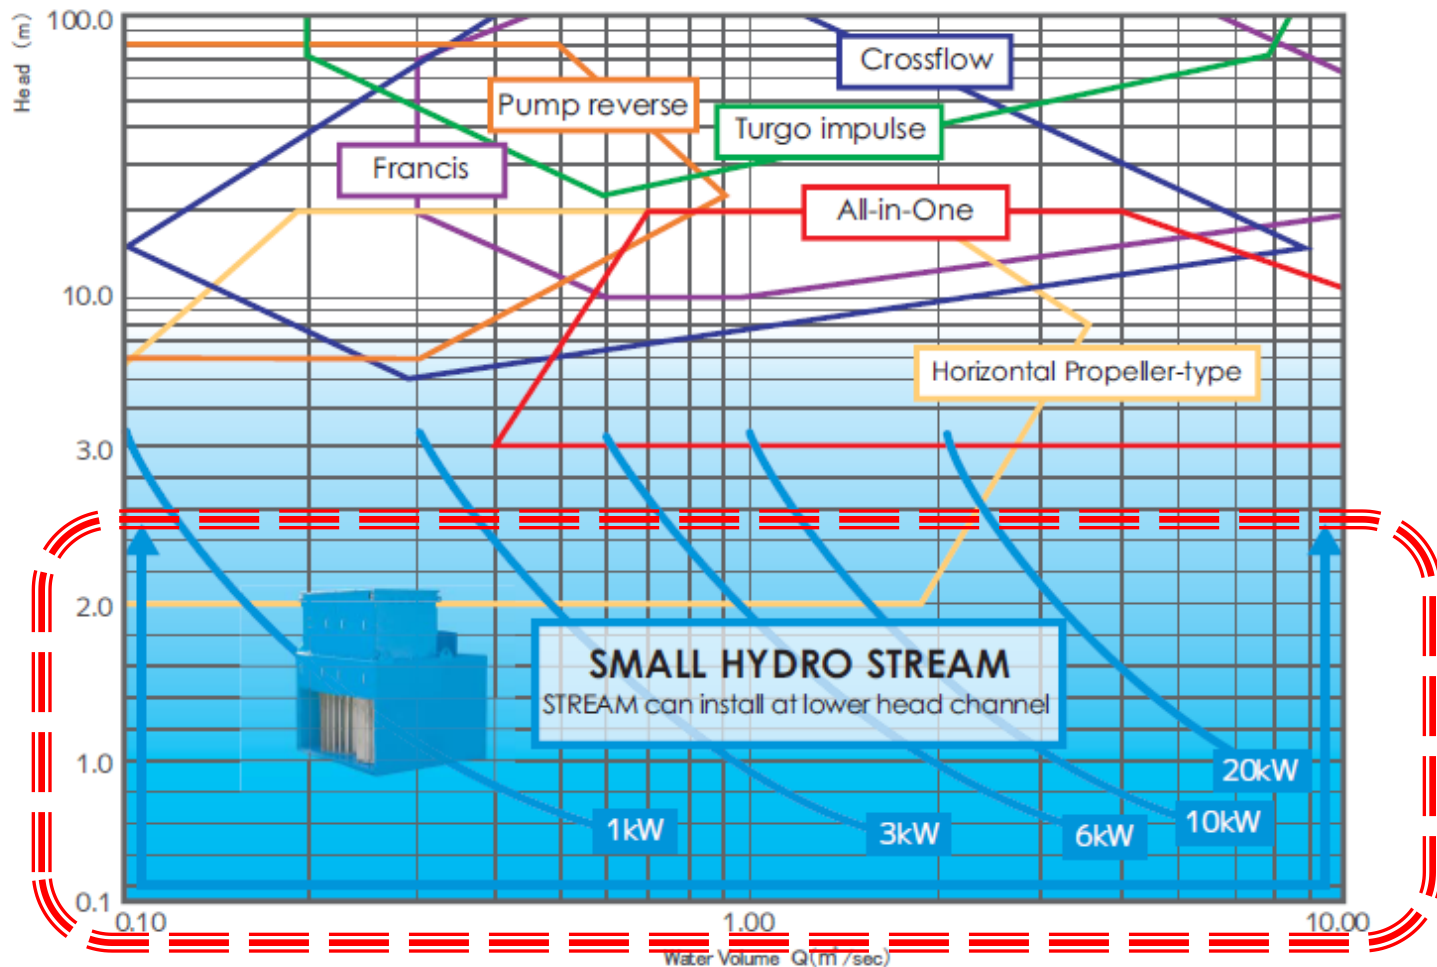 Head (m)
100.0
Crossflow
Pump reverse
Turgo impulse
Francis
All-in-One
10.0
Horizontal Propeller-type
3.0
2.0
SMALL HYDRO STREAM
STREAM can install at lower head channel
1.0
20kW
10kW
1kW
3kW
6kW
0.1
0.10
1.00
10.00
Water Volume Q(m³/sec)